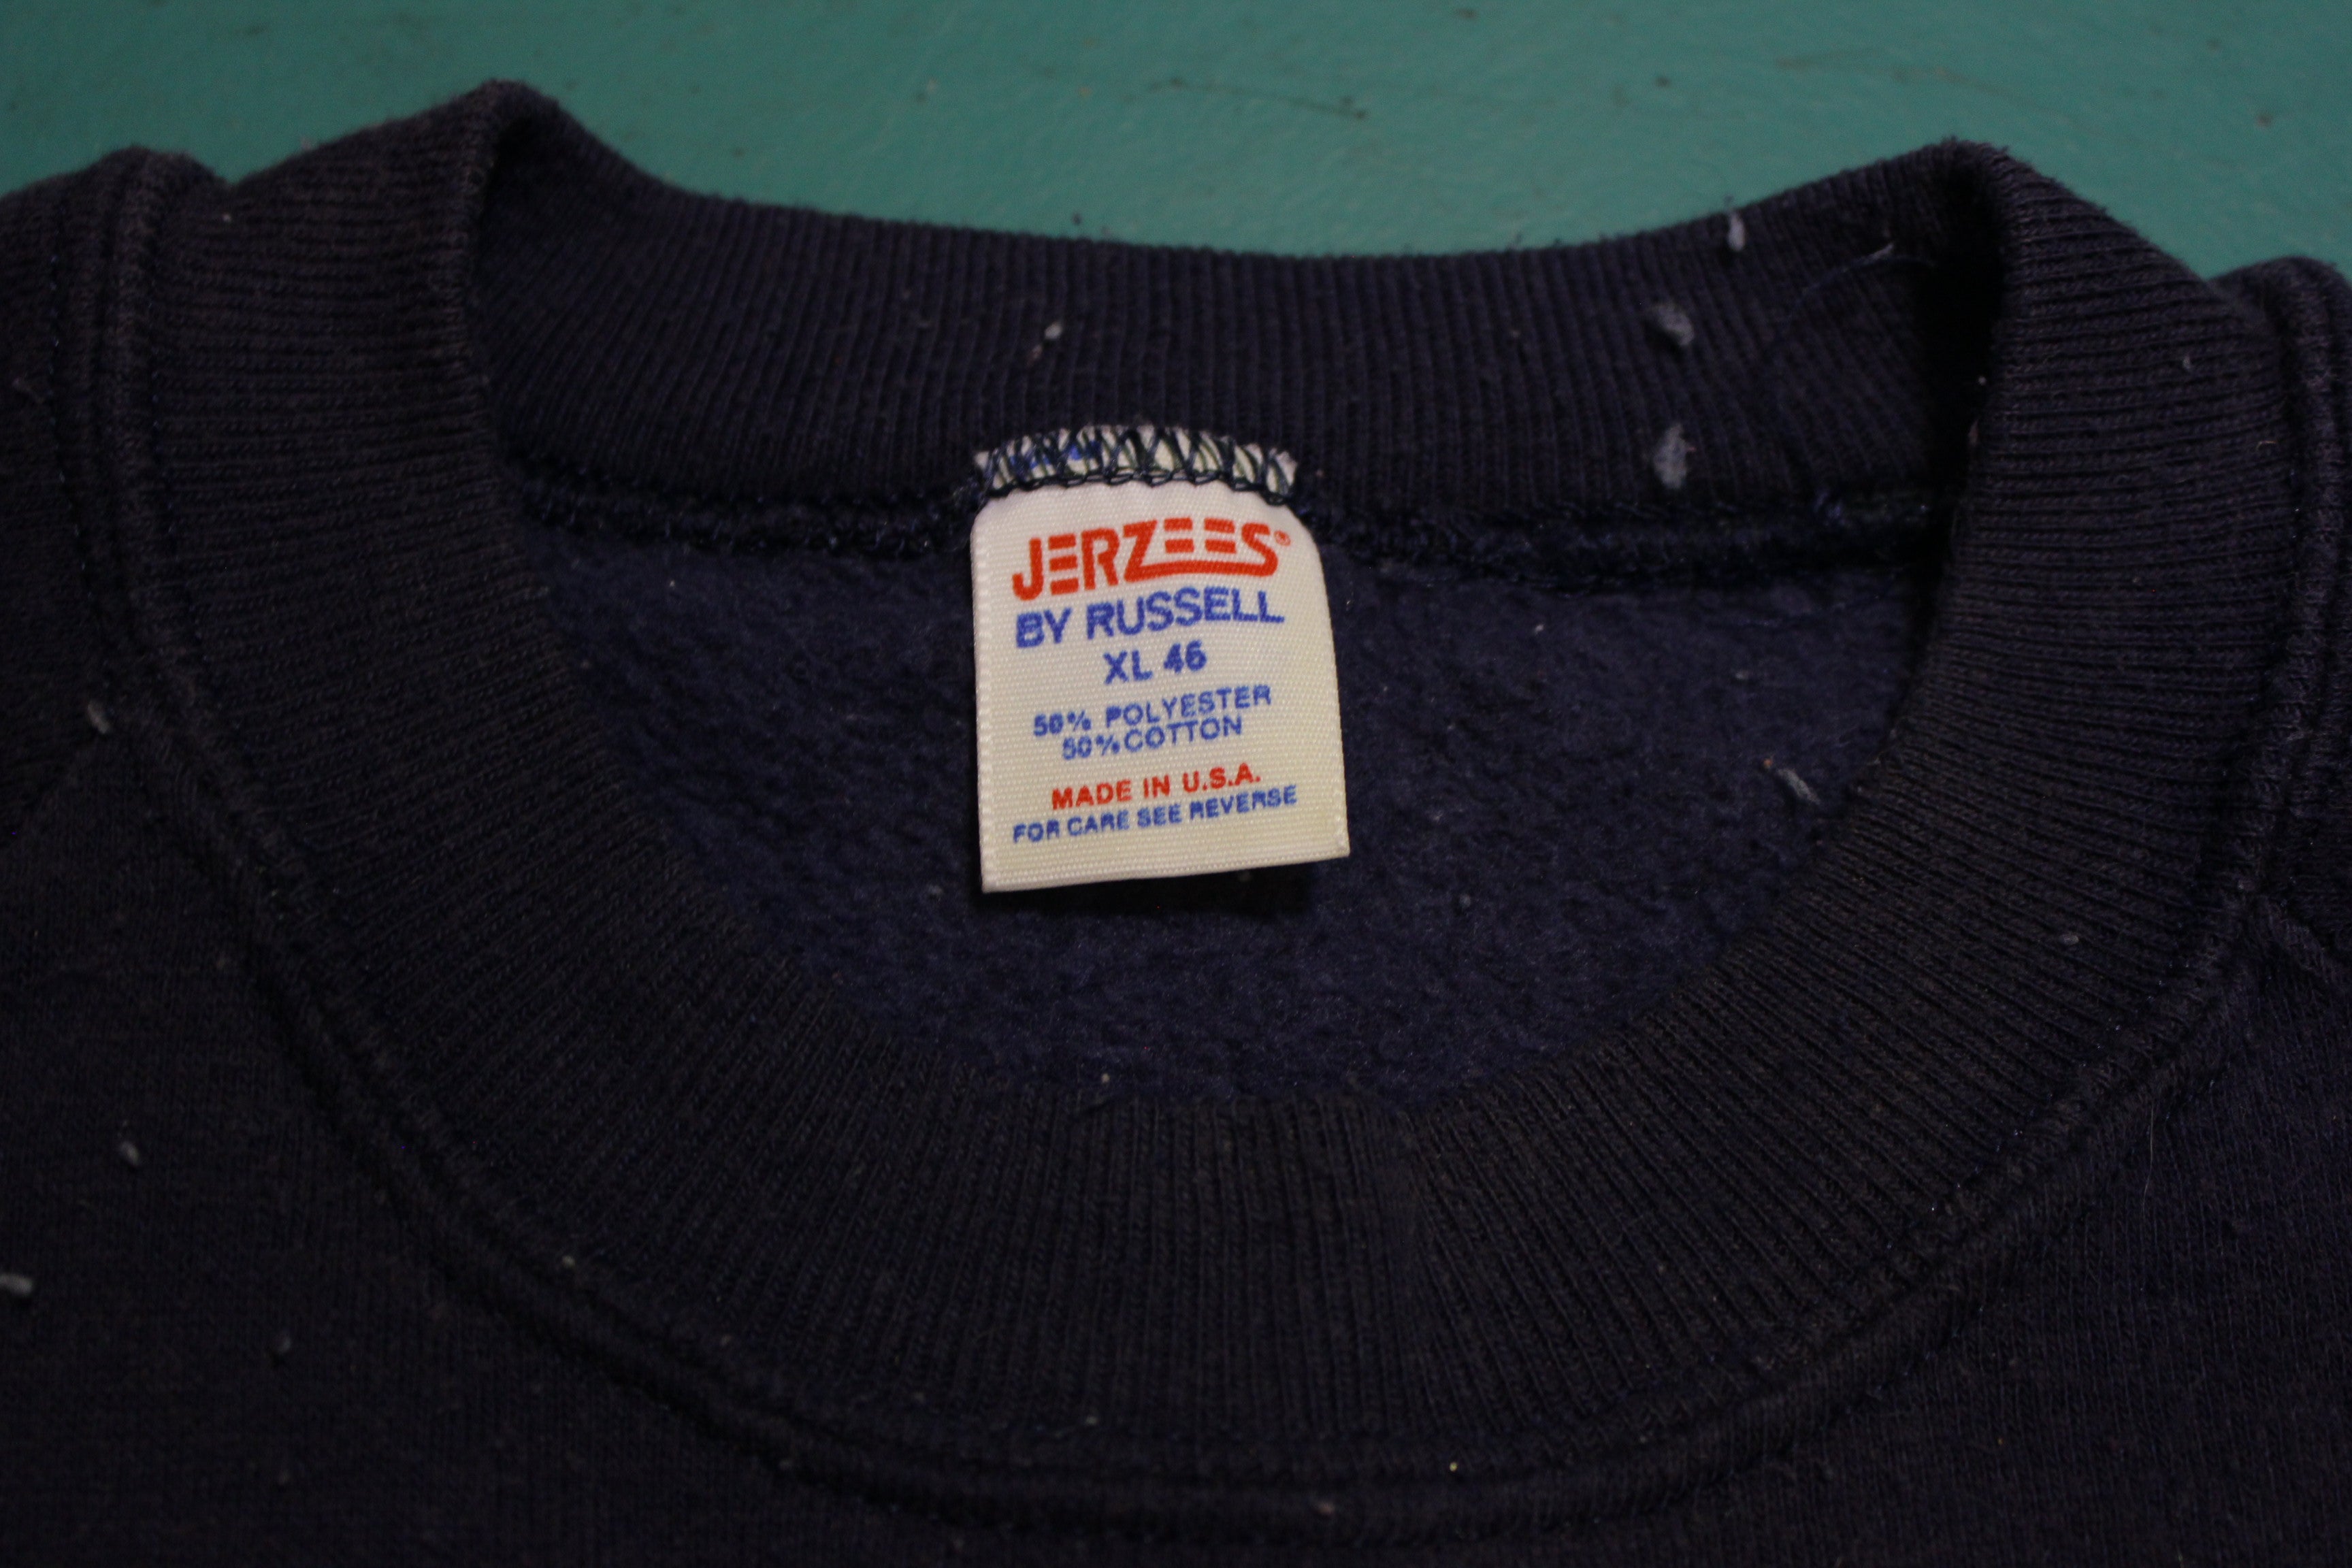 JERZEES®
BY RUSSELL
XL 46
50% POLYESTER
50% COTTON
MADE IN U.S.A.
FOR CARE SEE REVERSE